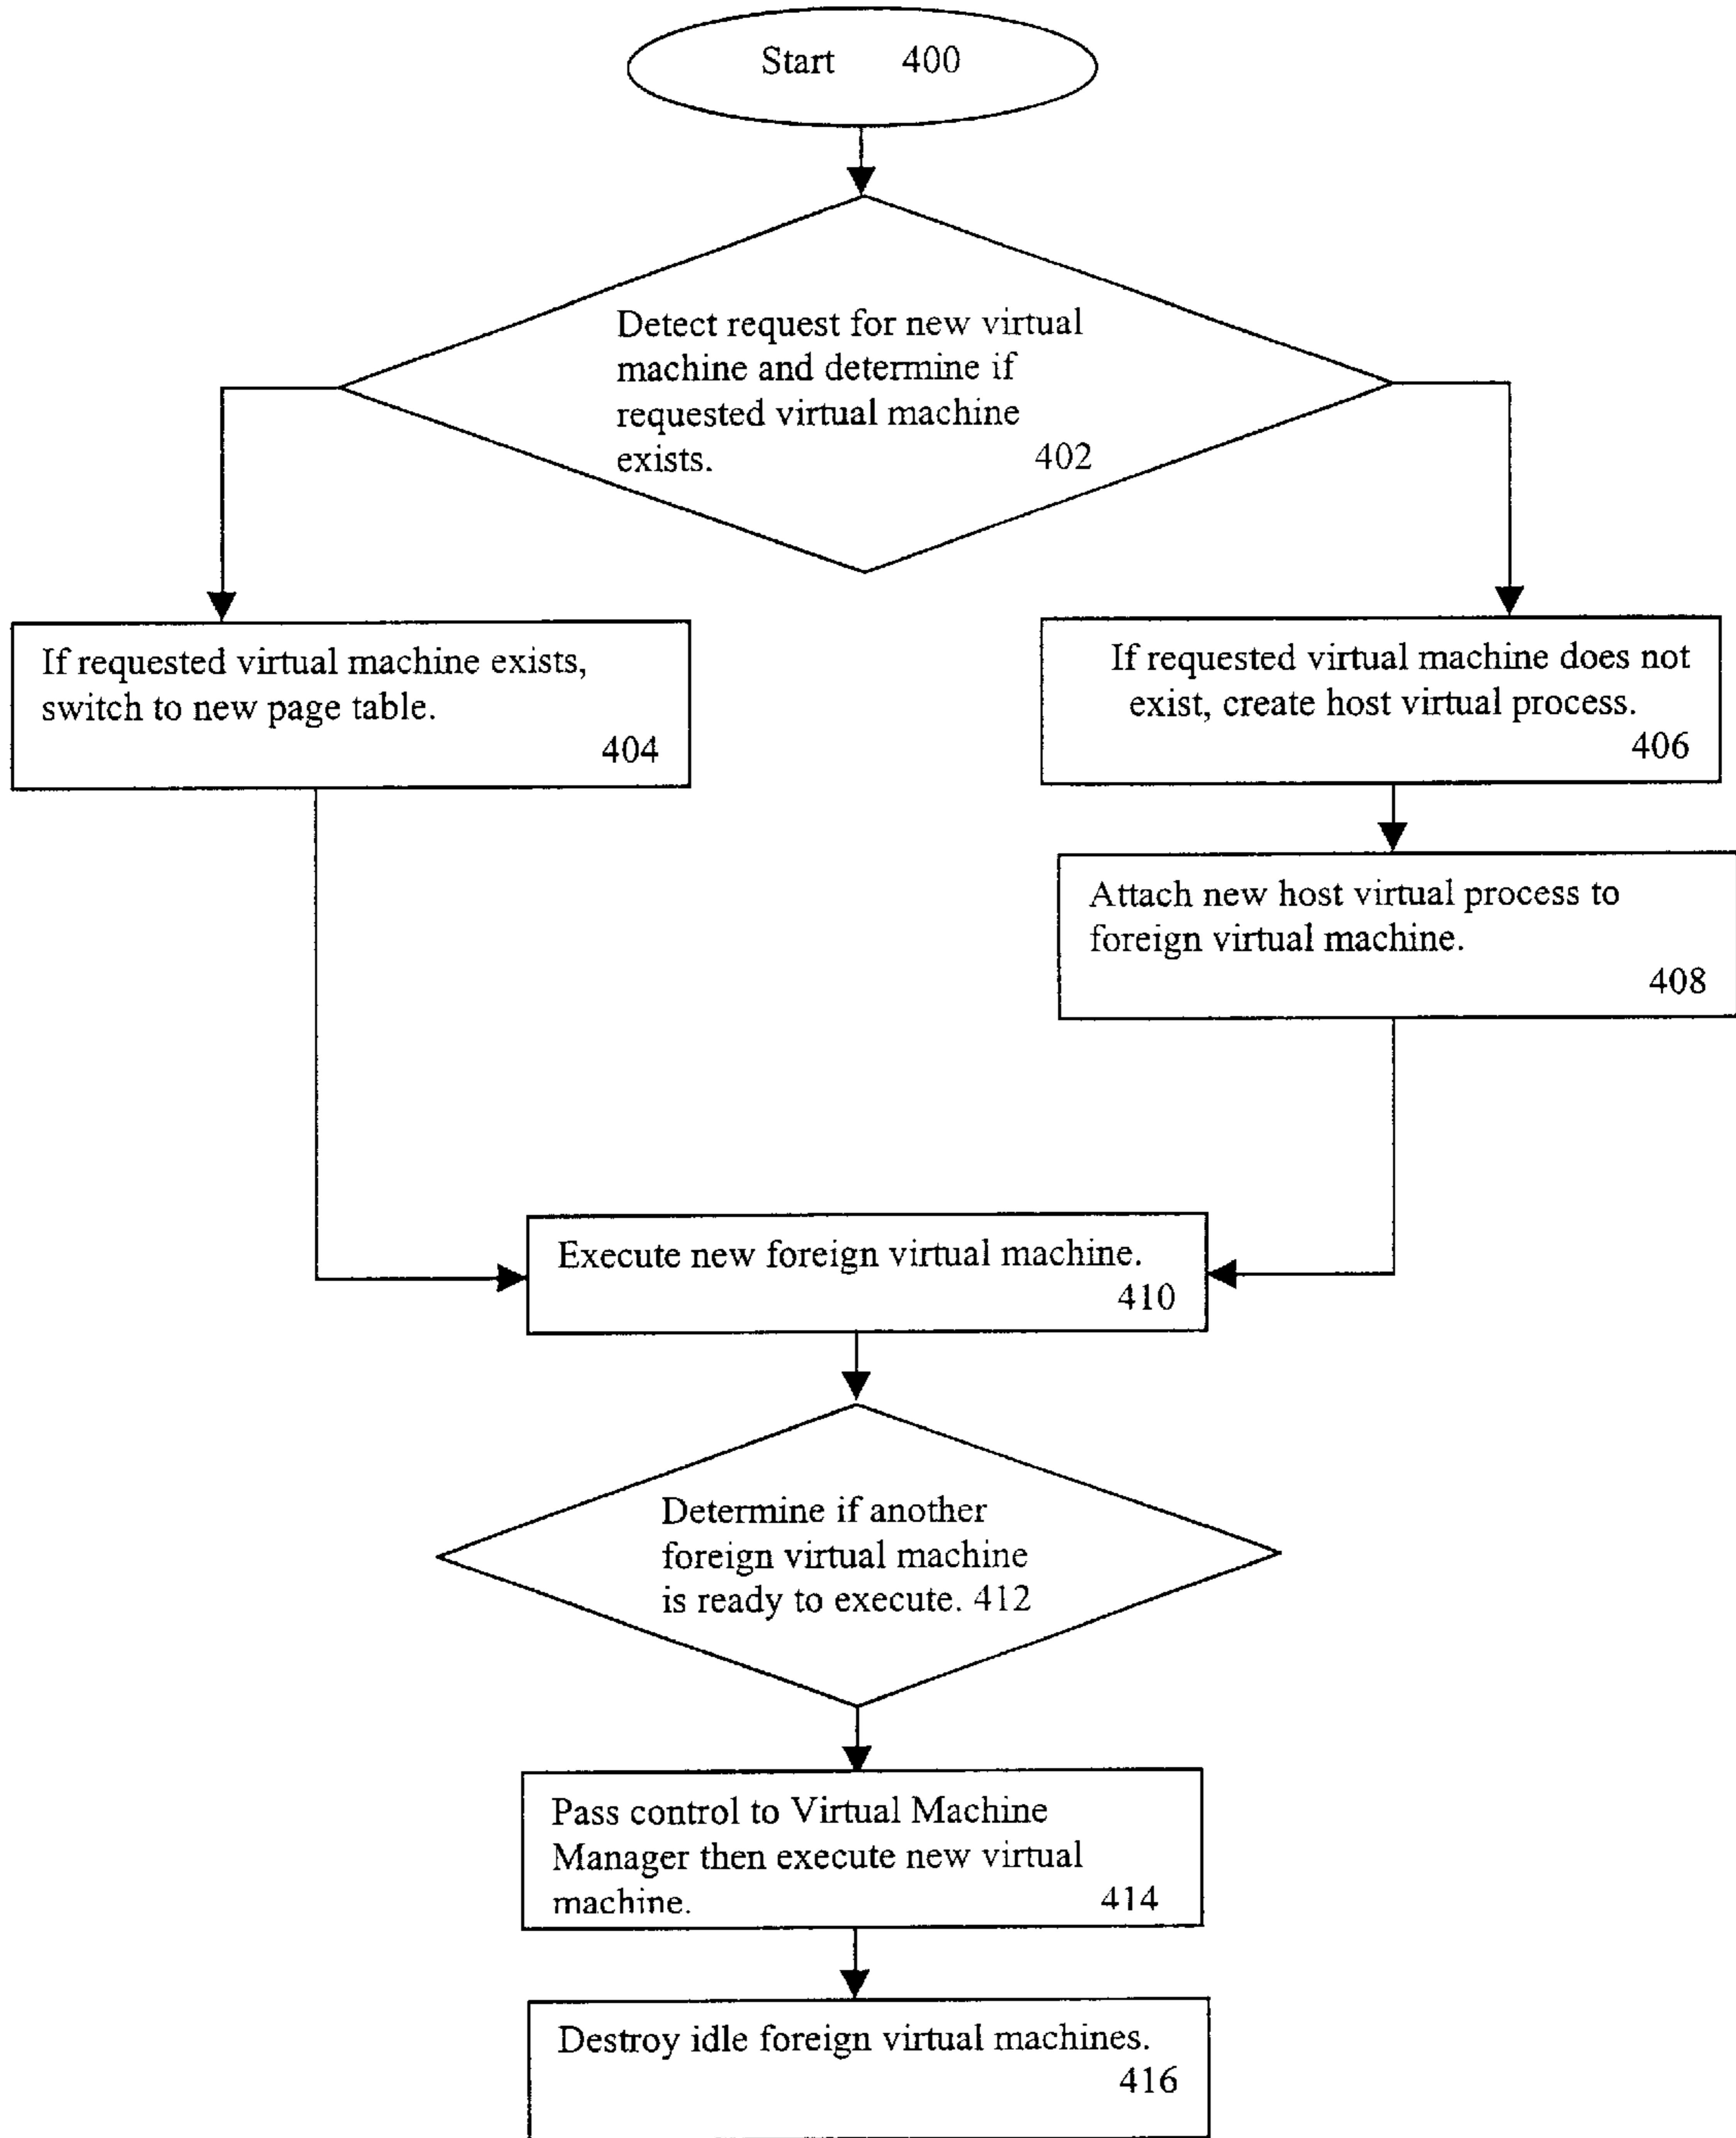 Start 400
Detect request for new virtual
machine and determine if
requested virtual machine
exists. 402
If requested virtual machine exists,
switch to new page table.
404
If requested virtual machine does not
exist, create host virtual process.
406
Attach new host virtual process to
foreign virtual machine.
408
Execute new foreign virtual machine.
410
Determine if another
foreign virtual machine
is ready to execute. 412
Pass control to Virtual Machine
Manager then execute new virtual
machine. 414
Destroy idle foreign virtual machines.
416